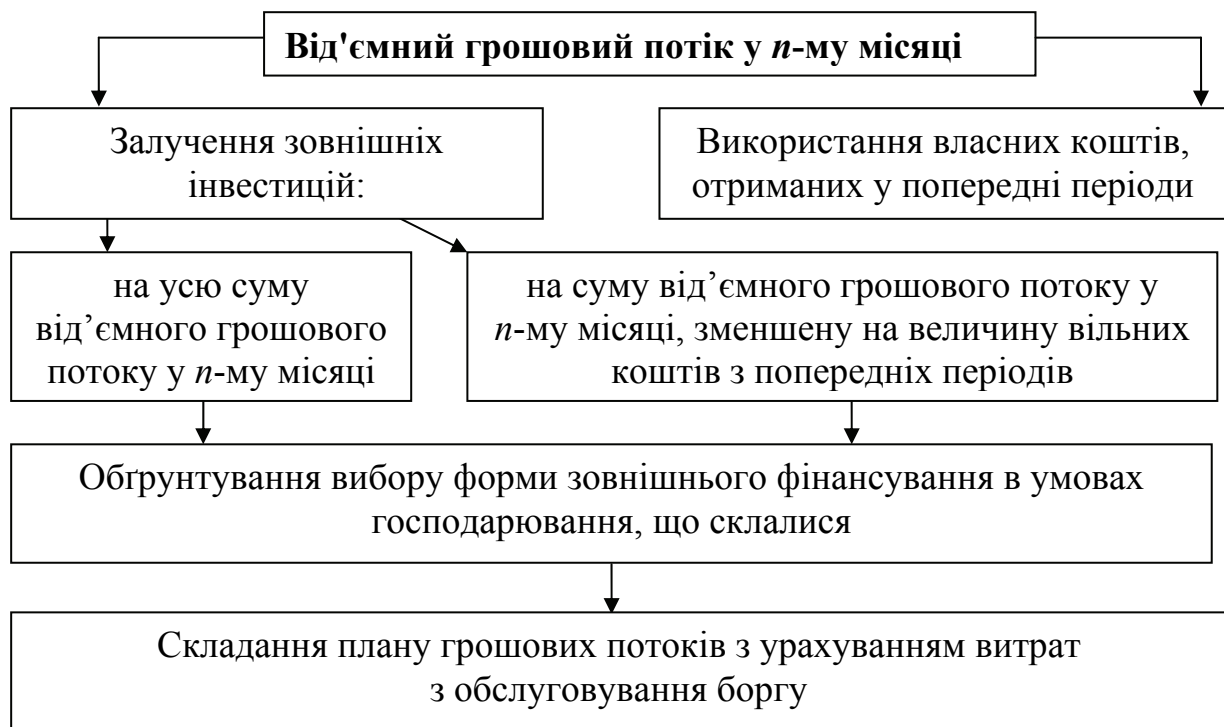 Від'ємний грошовий потік у n-му місяці
Залучення зовнішніх
інвестицій:
Використання власних коштів,
отриманих у попередні періоди
на усю суму
від’ємного грошового
потоку у n-му місяці
на суму від’ємного грошового потоку у
n-му місяці, зменшену на величину вільних
коштів з попередніх періодів
Обґрунтування вибору форми зовнішнього фінансування в умовах
господарювання, що склалися
Складання плану грошових потоків з урахуванням витрат
з обслуговування боргу